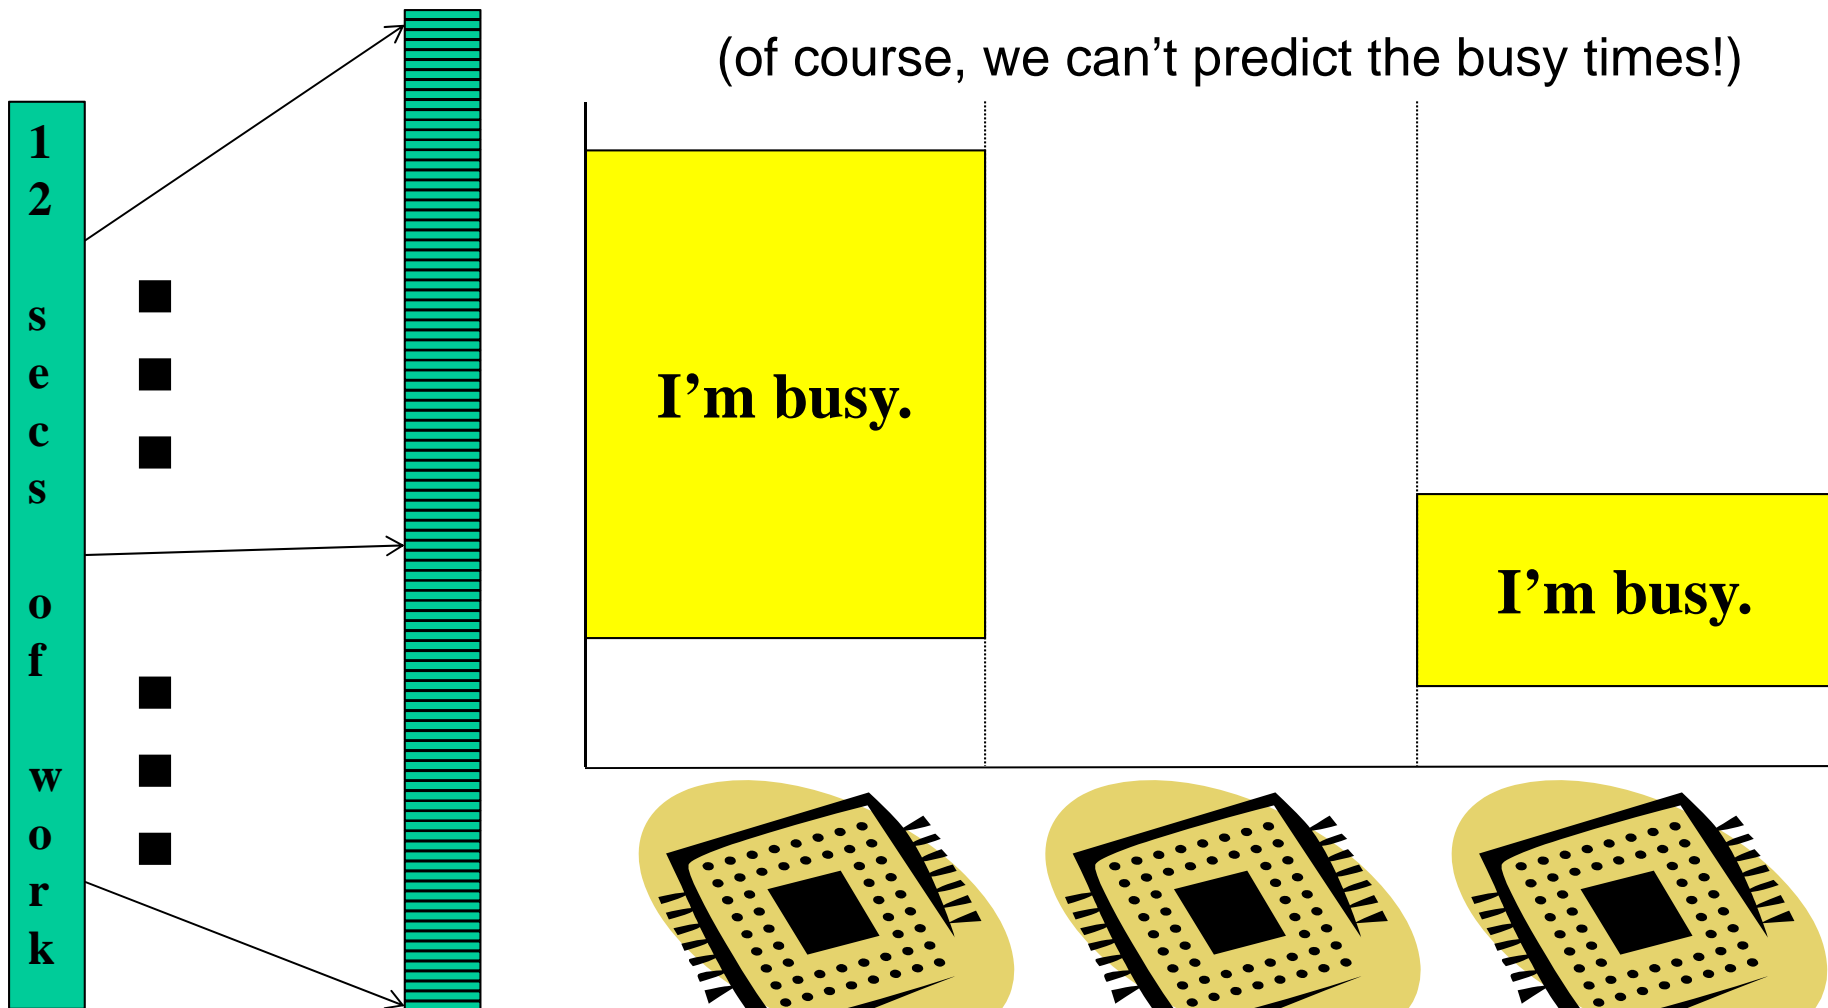 (of course, we can’t predict the busy times!)
12 secs of work
I’m busy.
I’m busy.